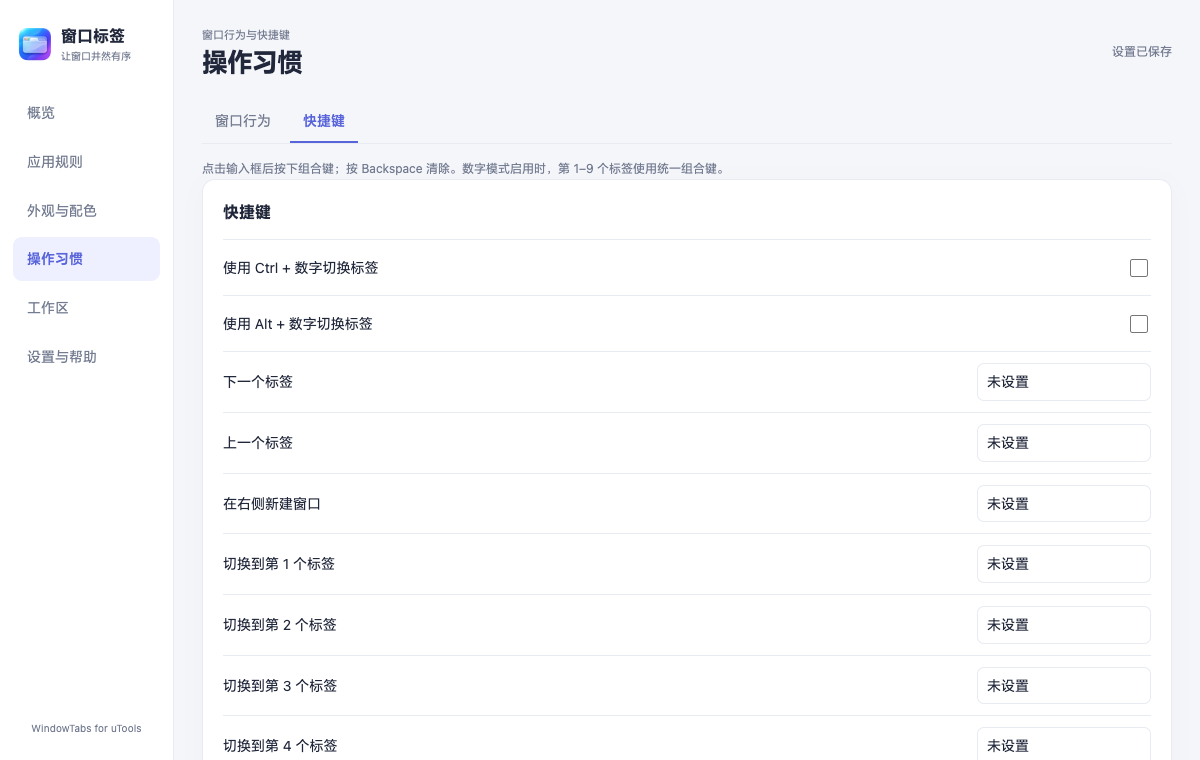 窗口标签
让窗口井然有序
概览
应用规则
外观与配色
操作习惯
工作区
设置与帮助
WindowTabs for uTools
窗口行为与快捷键
操作习惯
设置已保存
窗口行为
快捷键
点击输入框后按下组合键；按 Backspace 清除。数字模式启用时，第 1–9 个标签使用统一组合键。
快捷键
使用 Ctrl + 数字切换标签
使用 Alt + 数字切换标签
下一个标签 未设置
上一个标签 未设置
在右侧新建窗口 未设置
切换到第 1 个标签 未设置
切换到第 2 个标签 未设置
切换到第 3 个标签 未设置
切换到第 4 个标签 未设置